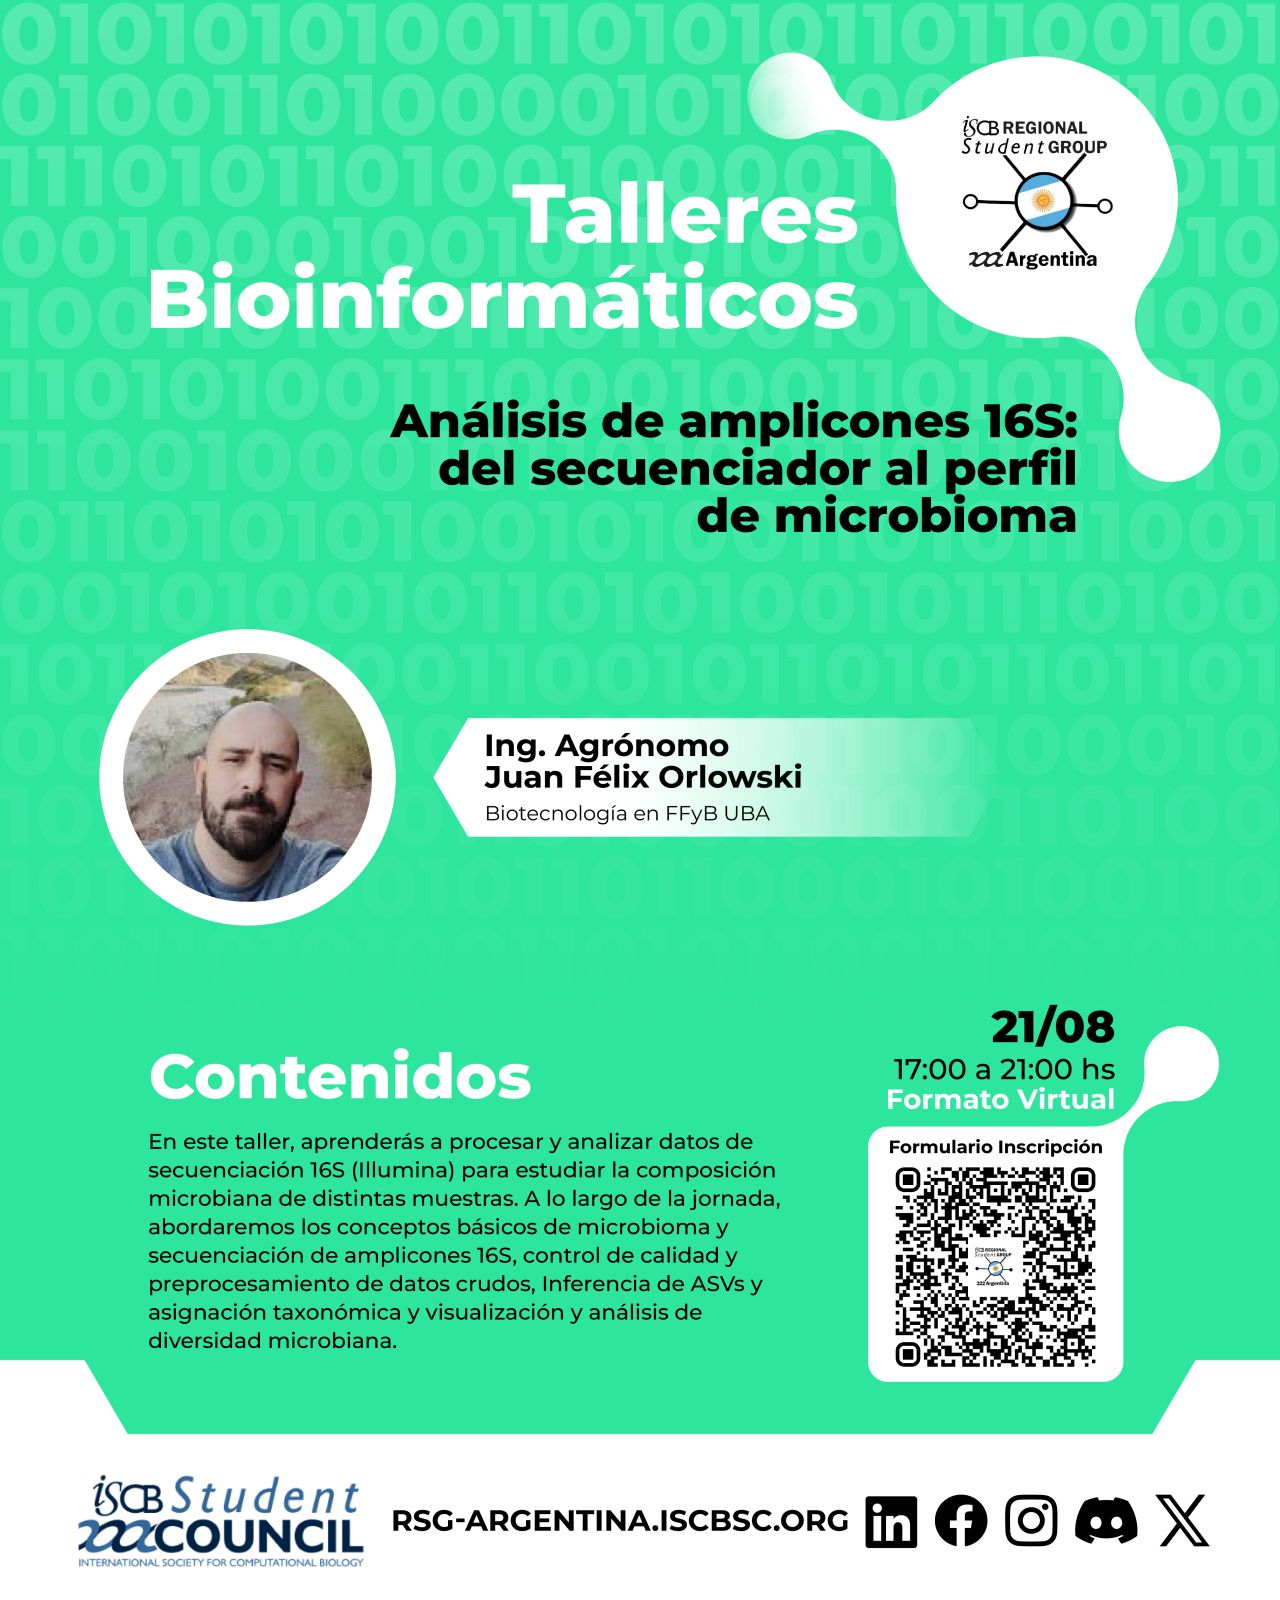 iSCB REGIONAL
Student GROUP
Argentina
Talleres
Bioinformáticos
Análisis de amplicones 16S:
del secuenciador al perfil
de microbioma
Ing. Agrónomo
Juan Félix Orlowski
Biotecnología en FFyB UBA
21/08
17:00 a 21:00 hs
Formato Virtual
Formulario Inscripción
iSCB REGIONAL
Student GROUP
Argentina
Contenidos
En este taller, aprenderás a procesar y analizar datos de
secuenciación 16S (Illumina) para estudiar la composición
microbiana de distintas muestras. A lo largo de la jornada,
abordaremos los conceptos básicos de microbioma y
secuenciación de amplicones 16S, control de calidad y
preprocesamiento de datos crudos, Inferencia de ASVs y
asignación taxonómica y visualización y análisis de
diversidad microbiana.
iSCB Student
COUNCIL
INTERNATIONAL SOCIETY FOR COMPUTATIONAL BIOLOGY
RSG-ARGENTINA.ISCBSC.ORG